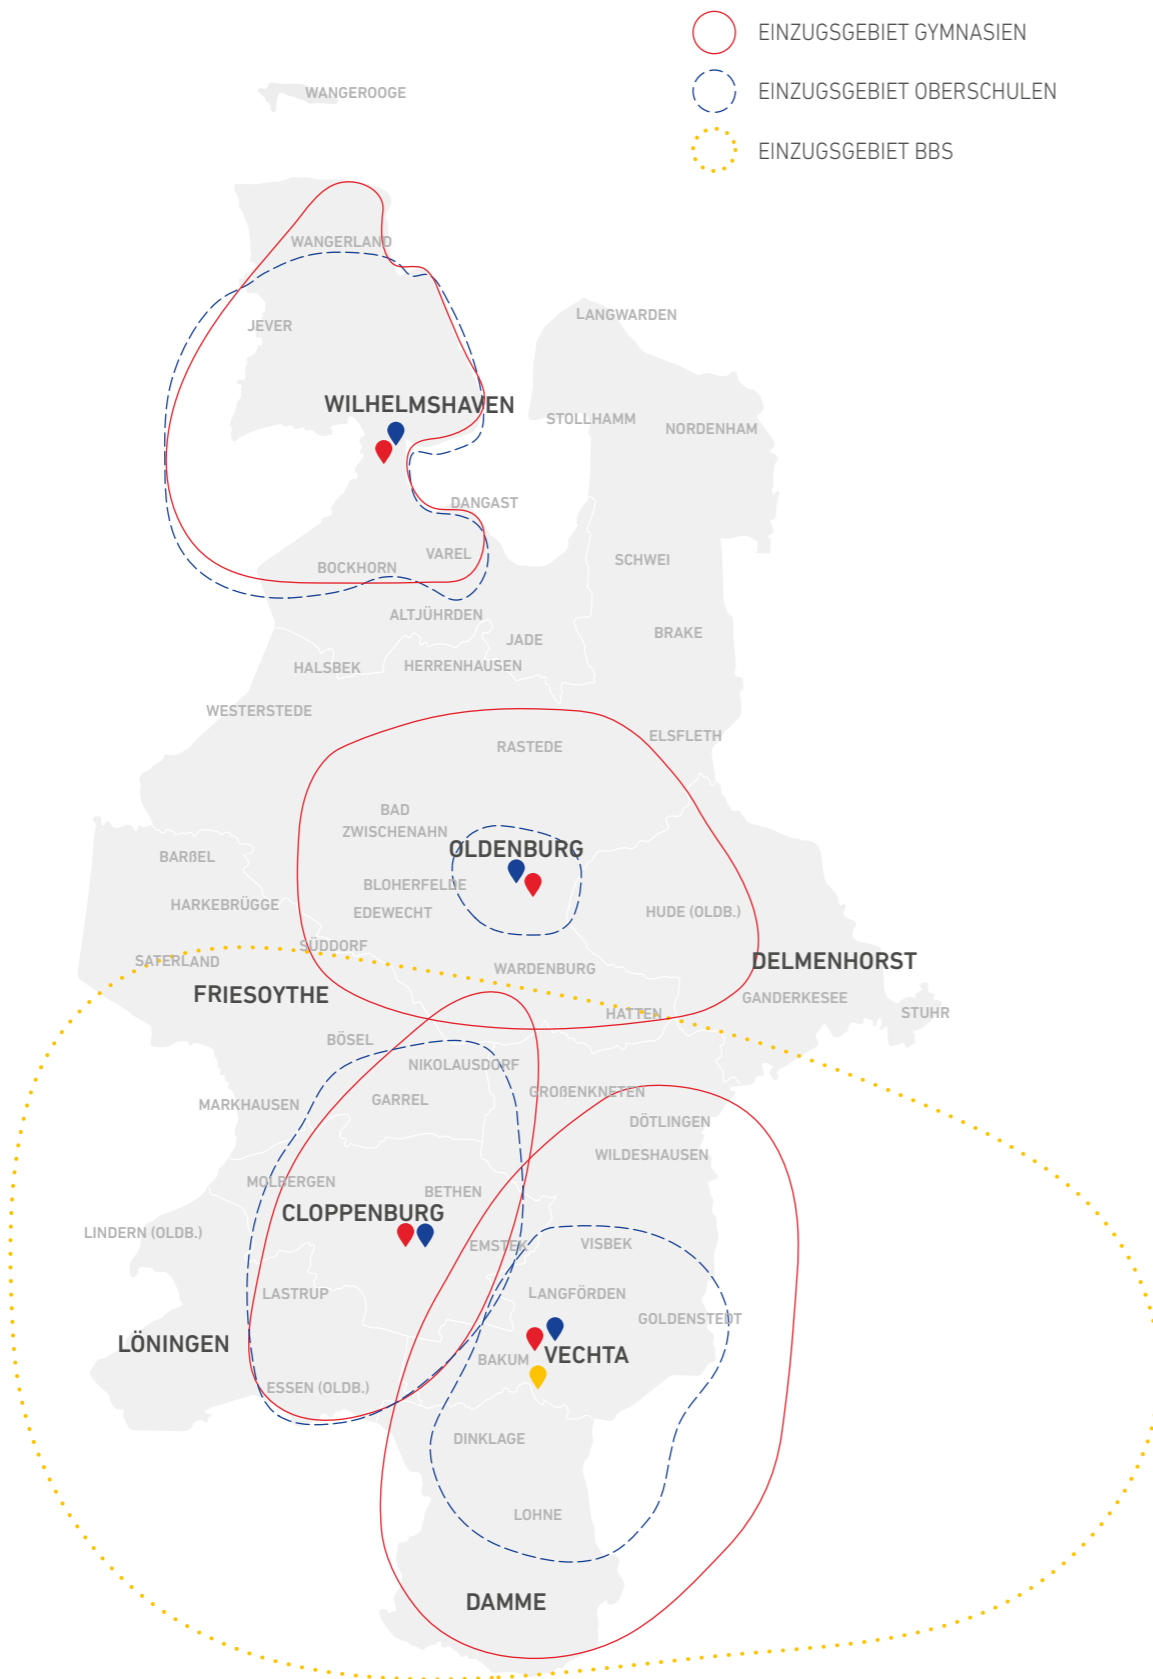 EINZUGSGEBIET GYMNASIEN
EINZUGSGEBIET OBERSCHULEN
EINZUGSGEBIET BBS
WANGEROOGE
WANGERLAND
JEVER
LANGWARDEN
WILHELMSHAVEN
STOLLHAMM
NORDENHAM
DANGAST
VAREL
BOCKHORN
SCHWEI
ALTJÜHRDEN
JADE
BRAKE
HALSBEK
HERRENHAUSEN
WESTERSTEDE
ELSFLETH
RASTEDE
BAD
ZWISCHENAHN
OLDENBURG
BARßEL
BLOHERFELDE
HARKEBRÜGGE
EDEWECHT
HUDE (OLDB.)
SÜDDORF
SATERLAND
WARDENBURG
DELMENHORST
FRIESOYTHE
GANDERKESEE
HATTEN
STUHR
BÖSEL
NIKOLAUSDORF
GROßENKNETEN
MARKHAUSEN
GARREL
DÖTLINGEN
WILDESHAUSEN
MOLBERGEN
BETHEN
CLOPPENBURG
LINDERN (OLDB.)
EMSTEK
VISBEK
LASTRUP
LANGFÖRDEN
GOLDENSTEDT
LÖNINGEN
BAKUM
VECHTA
ESSEN (OLDB.)
DINKLAGE
LOHNE
DAMME